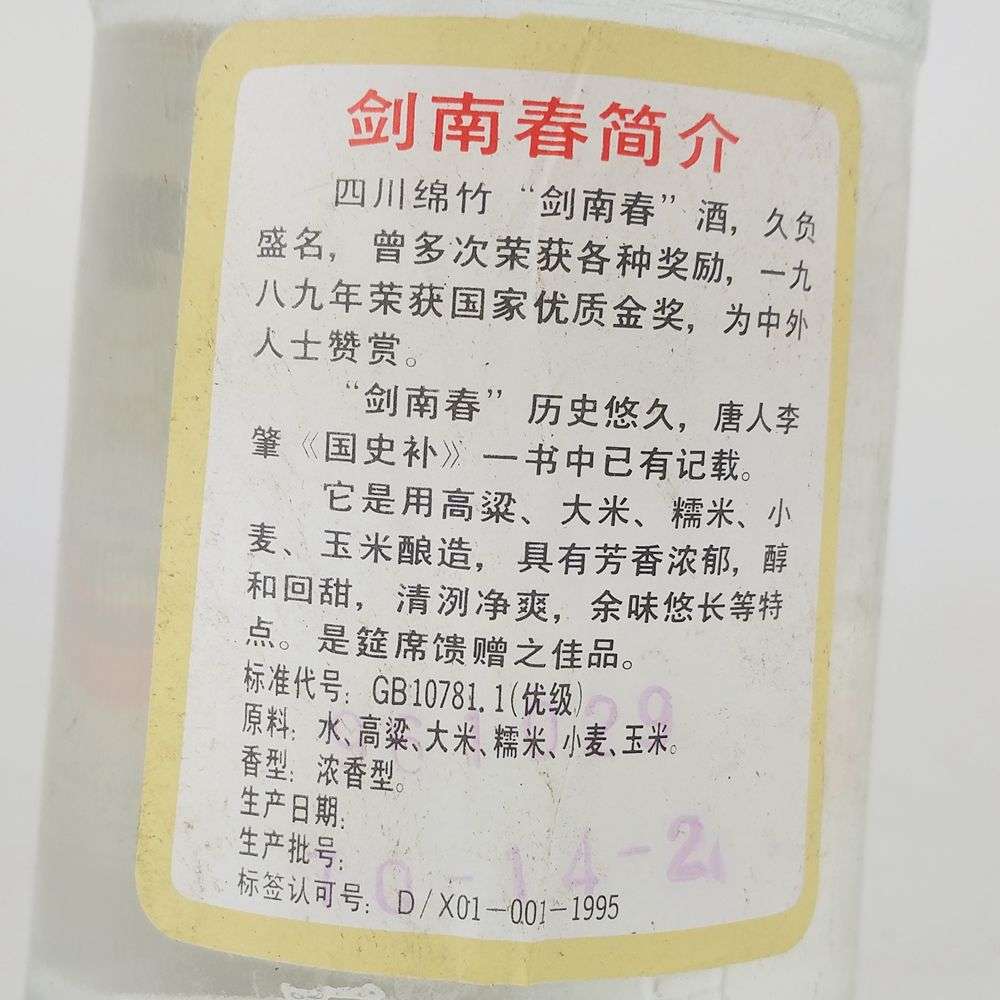 剑南春简介
四川绵竹“剑南春”酒，久负
盛名，曾多次荣获各种奖励，一九
八九年荣获国家优质金奖，为中外
人士赞赏。
“剑南春”历史悠久，唐人李
肇《国史补》一书中已有记载。
它是用高粱、大米、糯米、小
麦、玉米酿造，具有芳香浓郁，醇
和回甜，清洌净爽，余味悠长等特
点。是筵席馈赠之佳品。
标准代号：GB10781.1(优级)
原料：水、高粱、大米、糯米、小麦、玉米。
香型：浓香型。
生产日期：
生产批号：
10-14-2
标签认可号：D/X01-001-1995